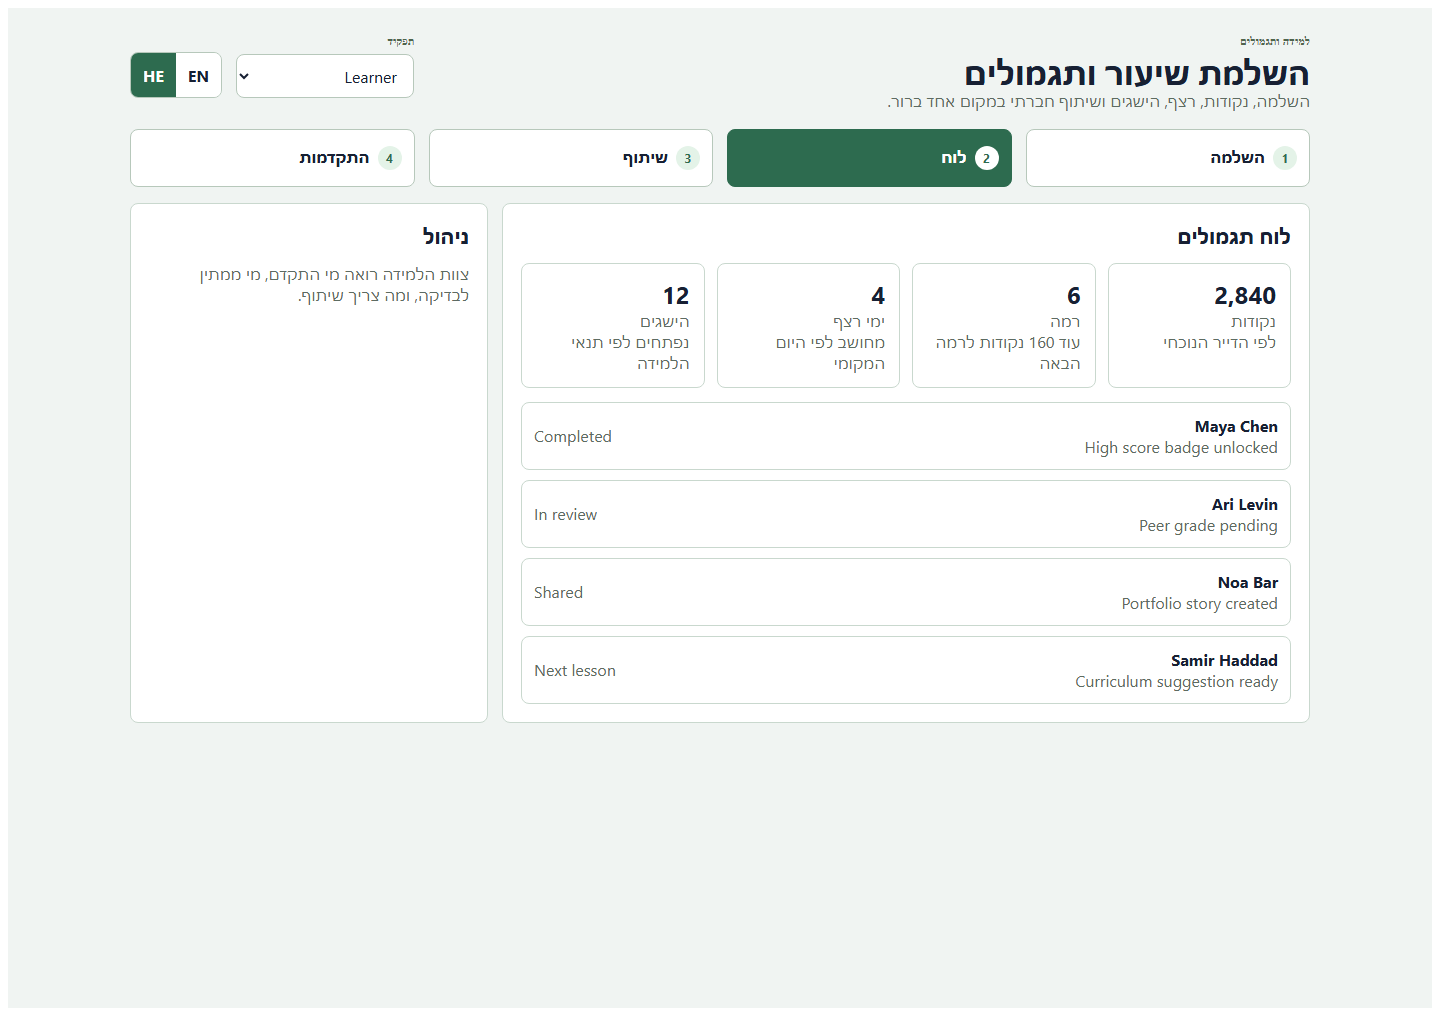 למידה ותגמולים
השלמת שיעור ותגמולים
השלמה, נקודות, רצף, הישגים ושיתוף חברתי במקום אחד ברור.
תפקיד
Learner
EN
HE
1 השלמה
2 לוח
3 שיתוף
4 התקדמות
לוח תגמולים
2,840
נקודות
לפי הדייר הנוכחי
6
רמה
עוד 160 נקודות לרמה
הבאה
4
ימי רצף
מחושב לפי היום
המקומי
12
הישגים
נפתחים לפי תנאי
הלמידה
Maya Chen
High score badge unlocked
Completed
Ari Levin
Peer grade pending
In review
Noa Bar
Portfolio story created
Shared
Samir Haddad
Curriculum suggestion ready
Next lesson
ניהול
צוות הלמידה רואה מי התקדם, מי ממתין
לבדיקה, ומה צריך שיתוף.